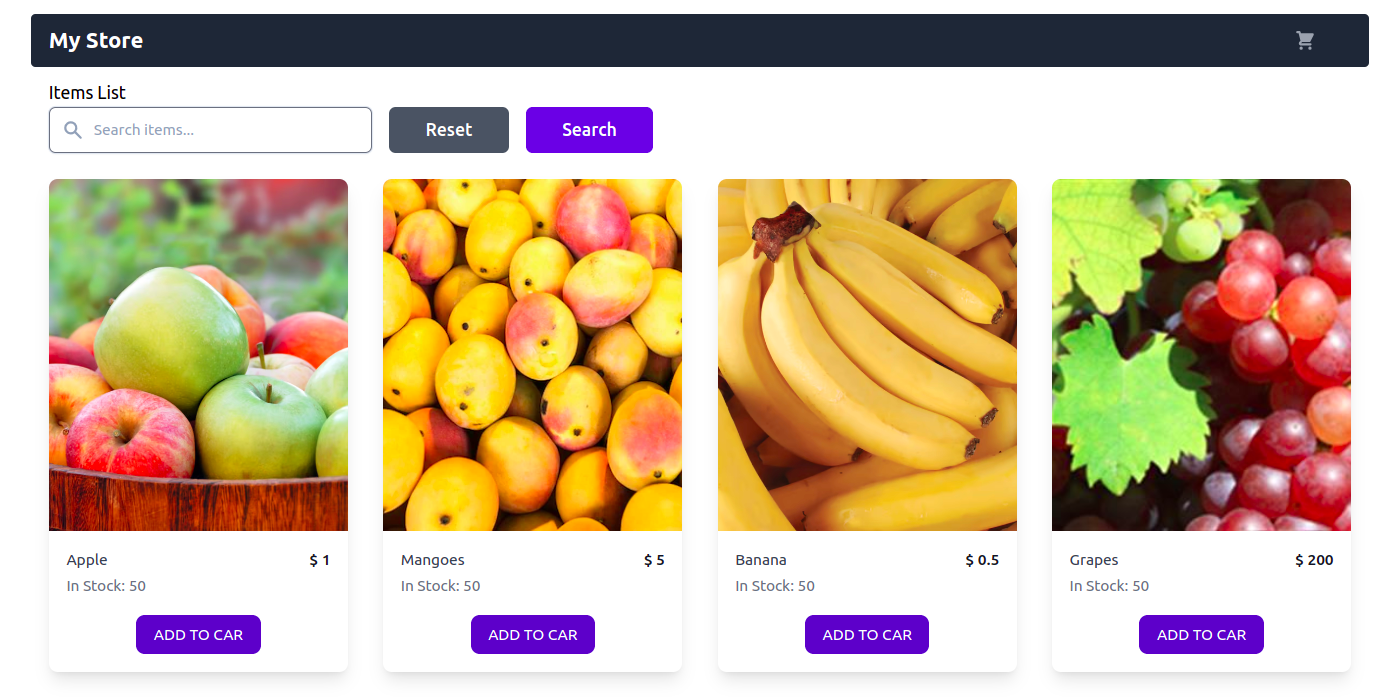 My Store
Items List
Search items...
Reset
Search
Apple $ 1
In Stock: 50
ADD TO CAR
Mangoes $ 5
In Stock: 50
ADD TO CAR
Banana $ 0.5
In Stock: 50
ADD TO CAR
Grapes $ 200
In Stock: 50
ADD TO CAR